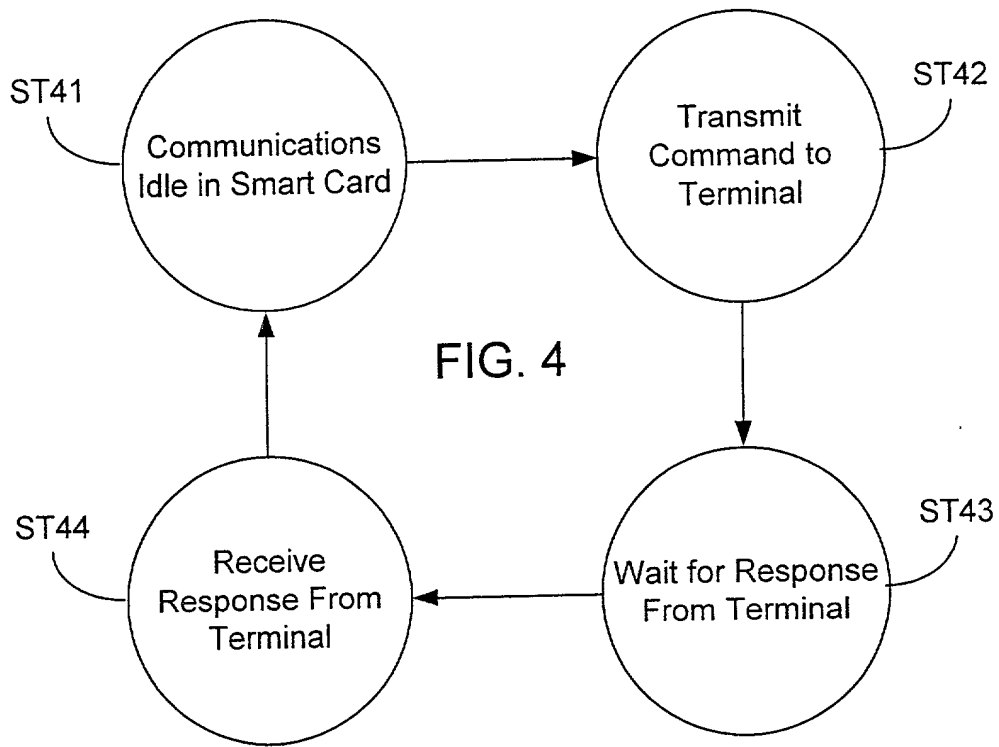 ST41
Communications
Idle in Smart Card
ST42
Transmit
Command to
Terminal
FIG. 4
ST44
Receive
Response From
Terminal
ST43
Wait for Response
From Terminal